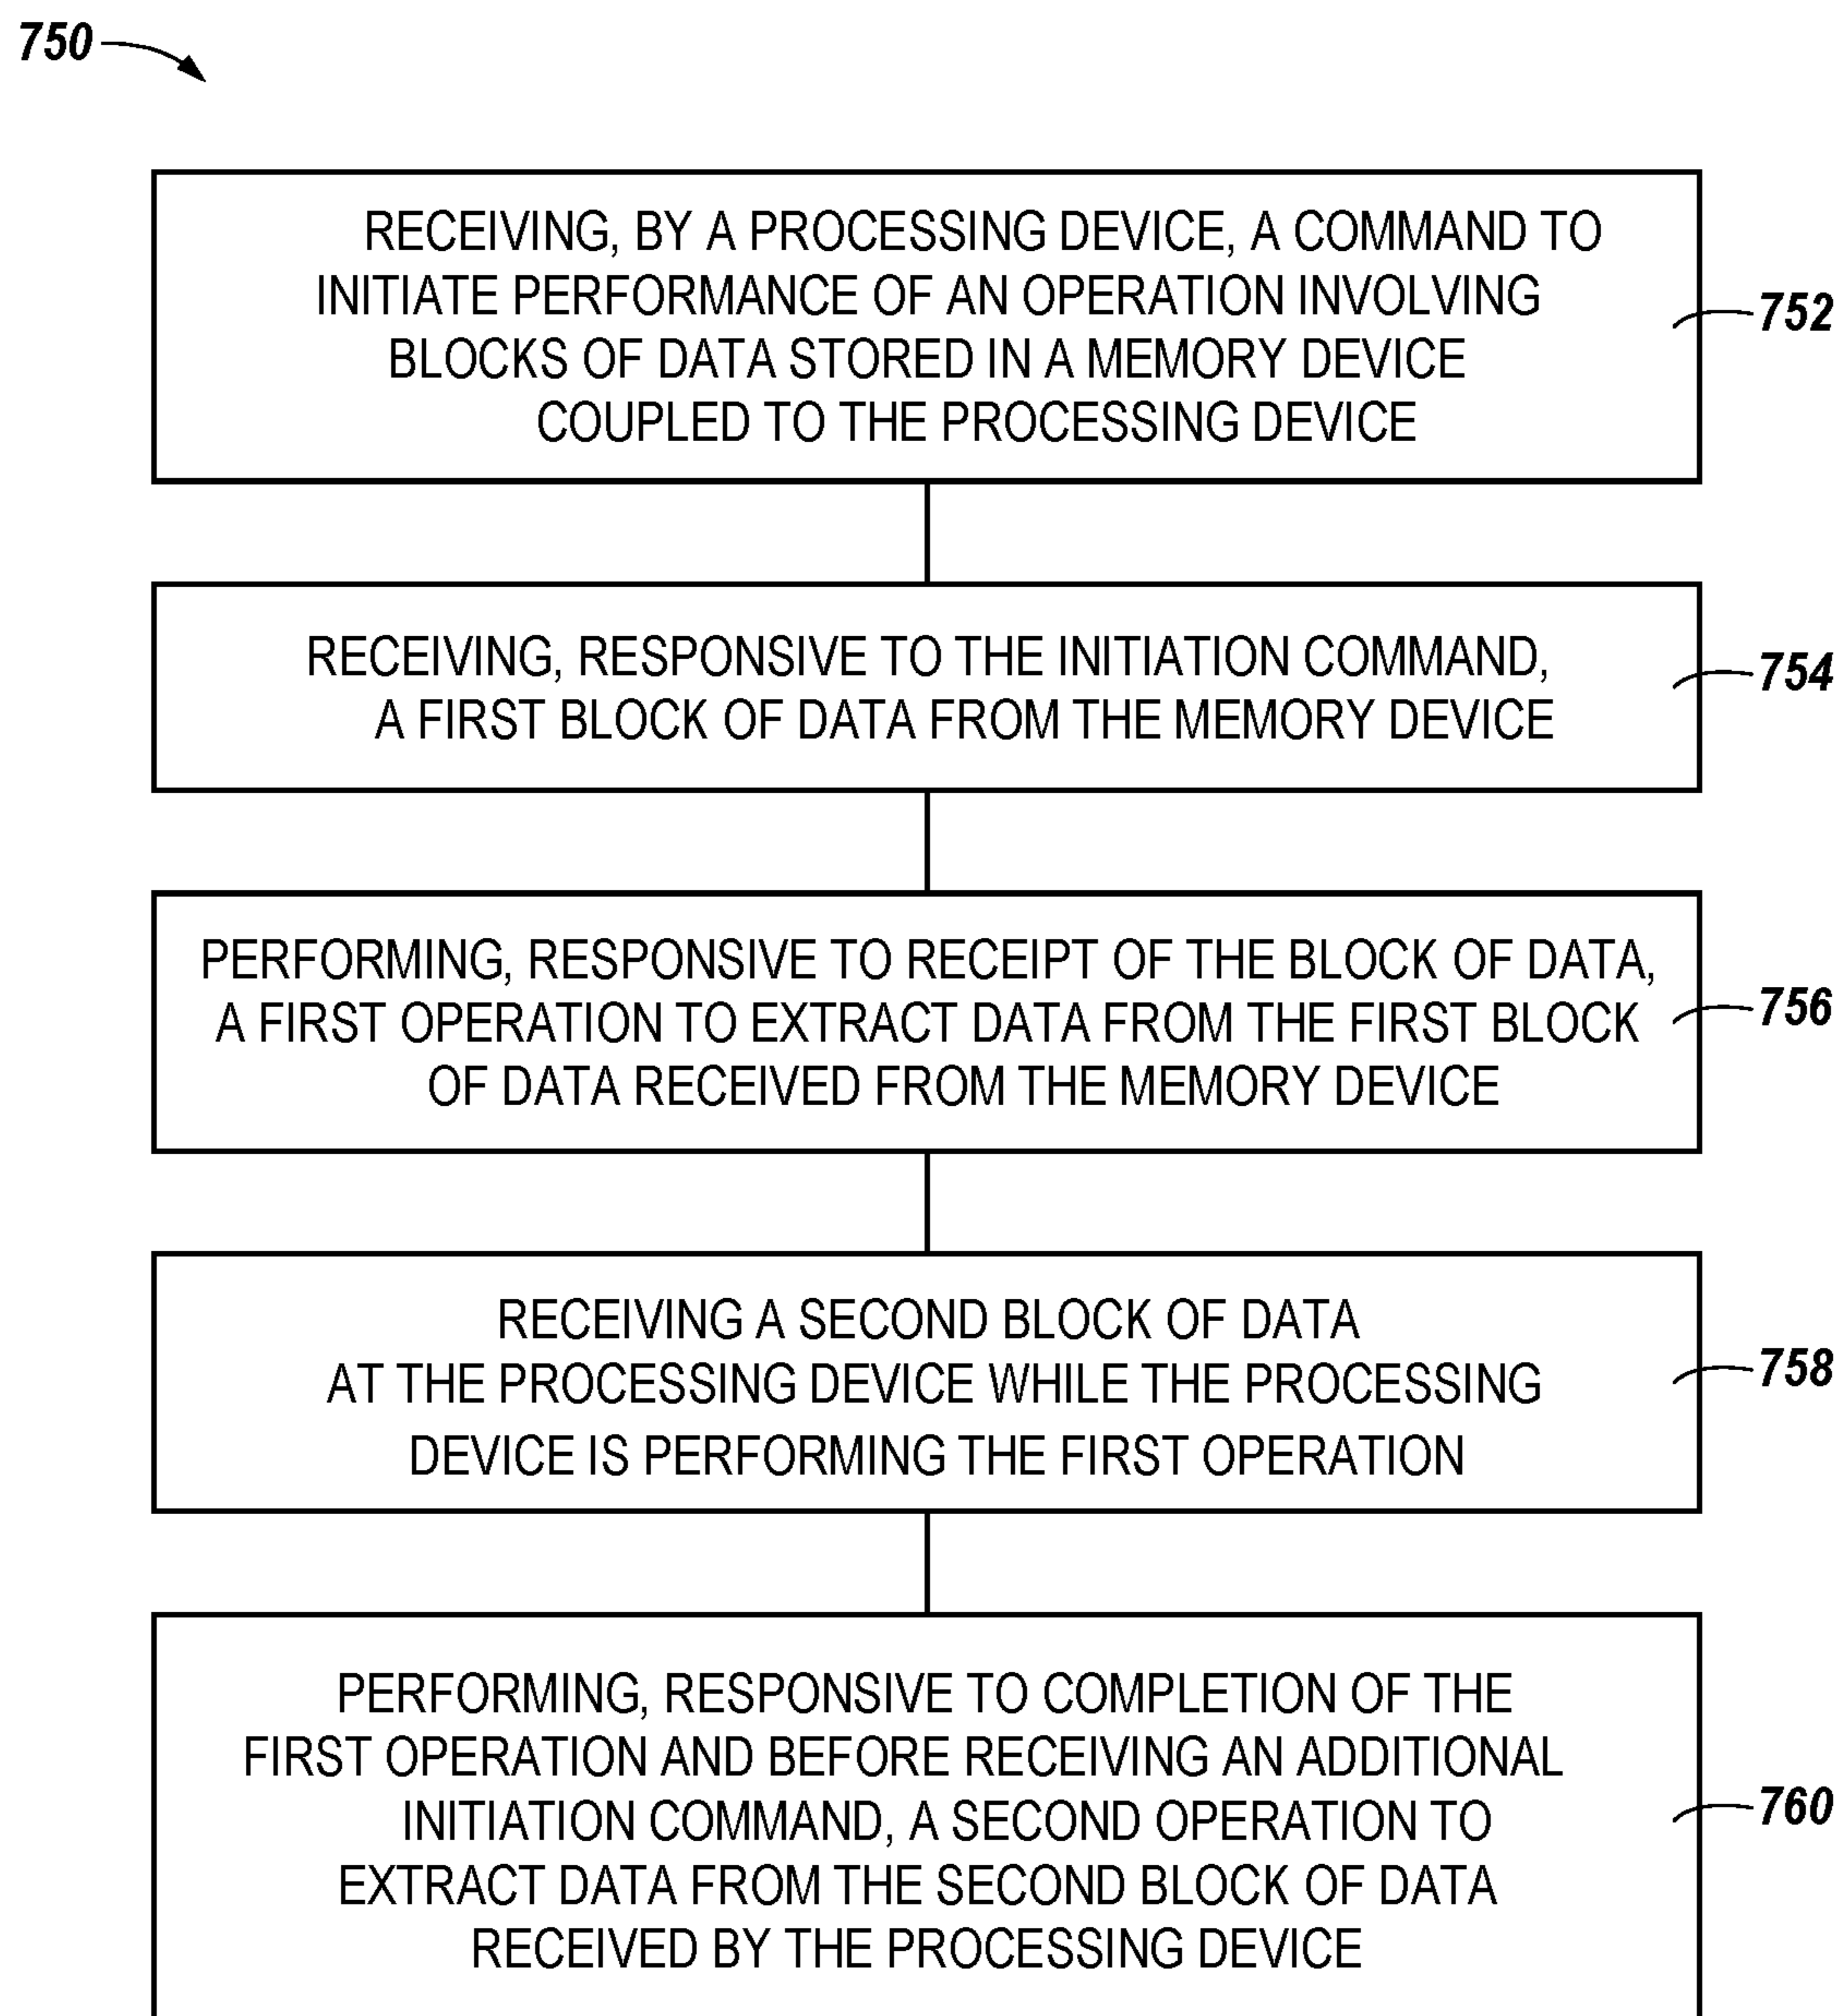 750
RECEIVING, BY A PROCESSING DEVICE, A COMMAND TO
INITIATE PERFORMANCE OF AN OPERATION INVOLVING
BLOCKS OF DATA STORED IN A MEMORY DEVICE
COUPLED TO THE PROCESSING DEVICE
752
RECEIVING, RESPONSIVE TO THE INITIATION COMMAND,
A FIRST BLOCK OF DATA FROM THE MEMORY DEVICE
754
PERFORMING, RESPONSIVE TO RECEIPT OF THE BLOCK OF DATA,
A FIRST OPERATION TO EXTRACT DATA FROM THE FIRST BLOCK
OF DATA RECEIVED FROM THE MEMORY DEVICE
756
RECEIVING A SECOND BLOCK OF DATA
AT THE PROCESSING DEVICE WHILE THE PROCESSING
DEVICE IS PERFORMING THE FIRST OPERATION
758
PERFORMING, RESPONSIVE TO COMPLETION OF THE
FIRST OPERATION AND BEFORE RECEIVING AN ADDITIONAL
INITIATION COMMAND, A SECOND OPERATION TO
EXTRACT DATA FROM THE SECOND BLOCK OF DATA
RECEIVED BY THE PROCESSING DEVICE
760